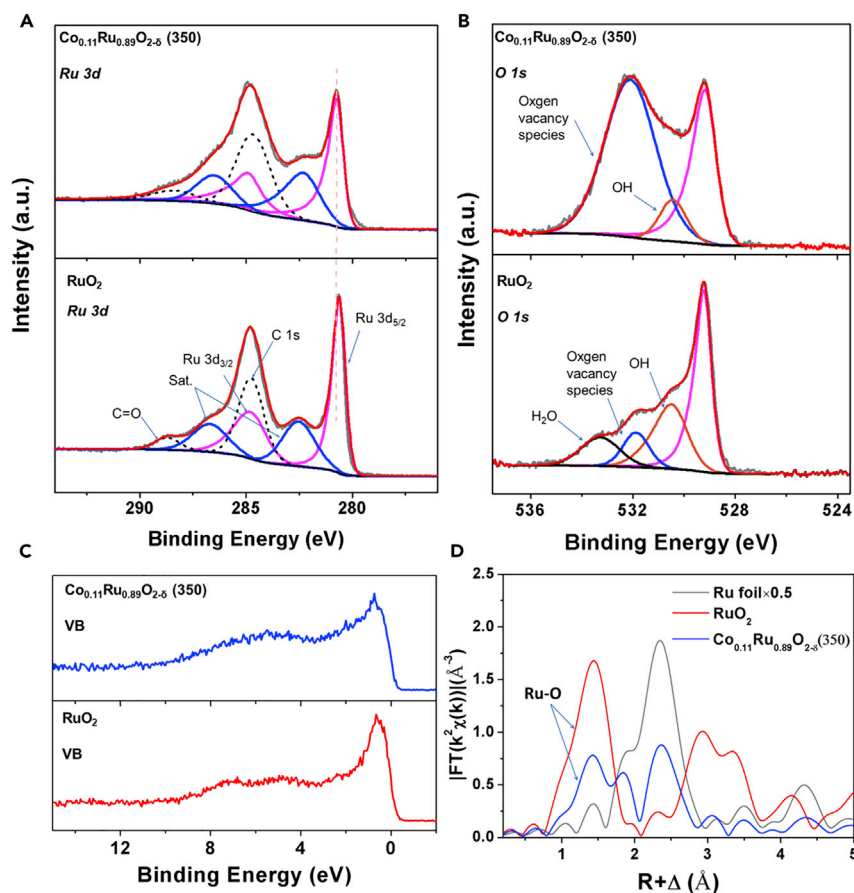 A
Co0.11Ru0.89O2-δ (350)
Ru 3d
RuO2
Ru 3d
C=O
Sat.
Ru 3d3/2
C 1s
Ru 3d5/2
Intensity (a.u.)
290 285 280
Binding Energy (eV)
B
Co0.11Ru0.89O2-δ (350)
O 1s
Oxgen
vacancy
species
OH
RuO2
O 1s
H2O
Oxgen
vacancy
species
OH
Intensity (a.u.)
536 532 528 524
Binding Energy (eV)
C
Co0.11Ru0.89O2-δ (350)
VB
RuO2
VB
12 8 4 0
eV
D
Ru foil×0.5
RuO2
Co0.11Ru0.89O2-δ(350)
Ru-O
|FT(k2χ(k))|(Å-3)
2.5
2.0
1.5
1.0
0.5
0.0
1 2 3 4 5
R+Δ (Å)